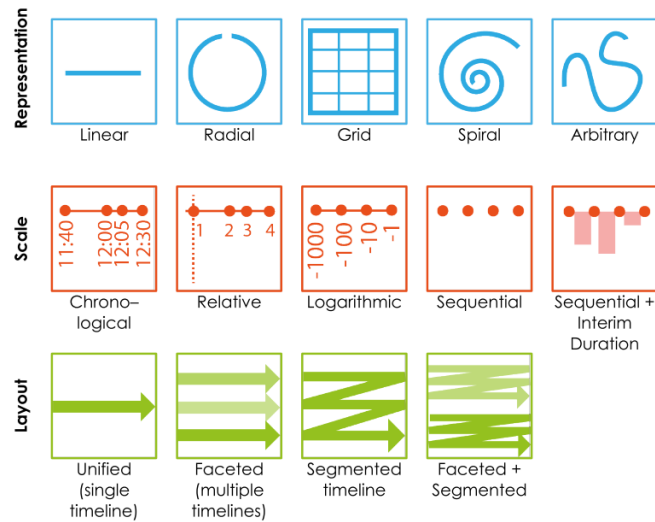 Representation
Linear
Radial
Grid
Spiral
Arbitrary
Scale
11:40
12:00
12:05
12:30
Chrono–
logical
1 2 3 4
Relative
-1000
-100
-10
-1
Logarithmic
Sequential
Sequential +
Interim
Duration
Layout
Unified
(single
timeline)
Faceted
(multiple
timelines)
Segmented
timeline
Faceted +
Segmented